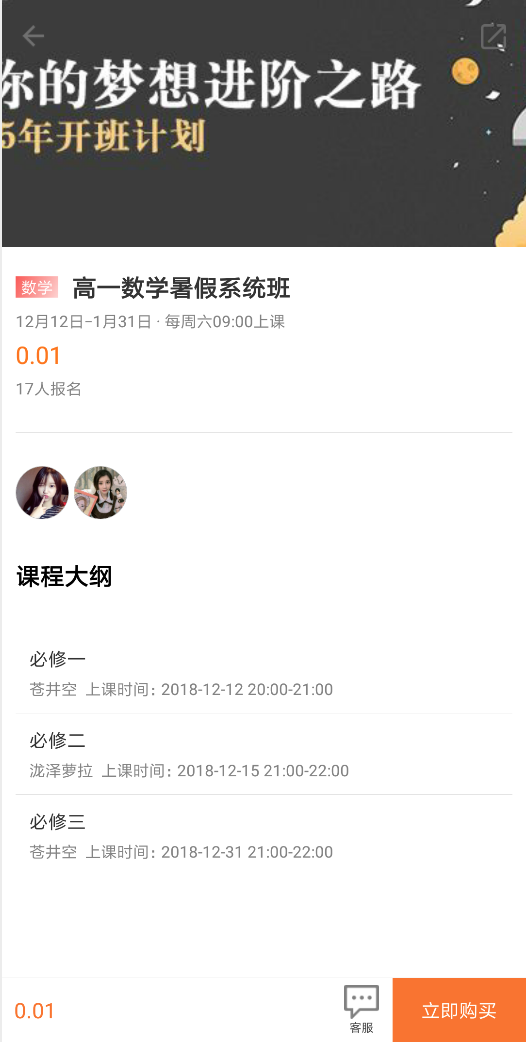 你的梦想进阶之路
5年开班计划
数学 高一数学暑假系统班
12月12日-1月31日 · 每周六09:00上课
0.01
17人报名
课程大纲
必修一
苍井空 上课时间: 2018-12-12 20:00-21:00
必修二
泷泽萝拉 上课时间: 2018-12-15 21:00-22:00
必修三
苍井空 上课时间: 2018-12-31 21:00-22:00
0.01
客服
立即购买